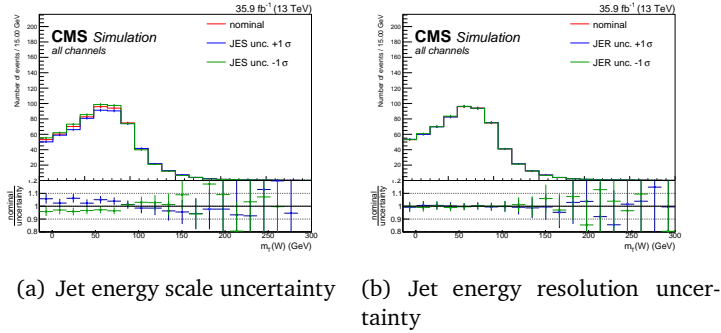 35.9 fb⁻¹ (13 TeV)
CMS Simulation
all channels
nominal
JES unc. +1 σ
JES unc. -1 σ
Number of events / 15.00 GeV
200
180
160
140
120
100
80
60
40
20
1.2
1.1
1
0.9
0.8
nominal
uncertainty
0 50 100 150 200 250 300
m_T(W) (GeV)
(a) Jet energy scale uncertainty
35.9 fb⁻¹ (13 TeV)
CMS Simulation
all channels
nominal
JER unc. +1 σ
JER unc. -1 σ
Number of events / 15.00 GeV
200
180
160
140
120
100
80
60
40
20
1.2
1.1
1
0.9
0.8
nominal
uncertainty
0 50 100 150 200 250 300
m_T(W) (GeV)
(b) Jet energy resolution uncer-
tainty